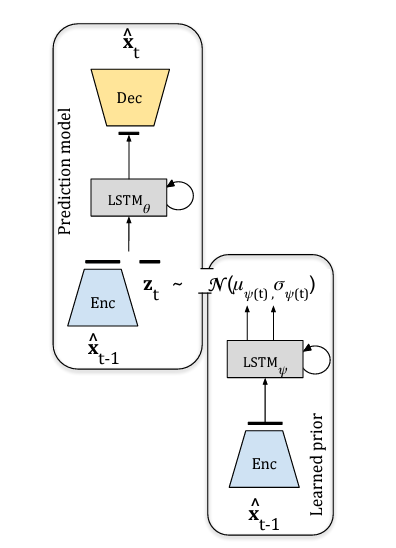 x̂t
Dec
Prediction model
LSTMθ
zt ~ 𝒩(μψ(t), σψ(t))
Enc
x̂t-1
LSTMψ
Learned prior
Enc
x̂t-1